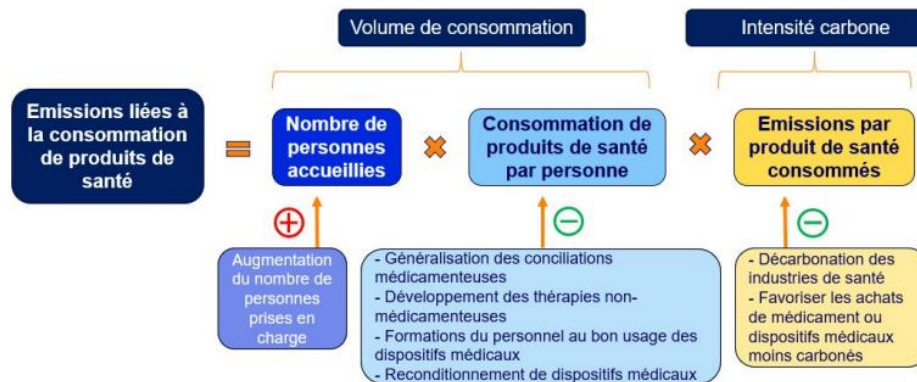 Volume de consommation
Intensité carbone
Emissions liées à
la consommation
de produits de
santé
=
Nombre de
personnes
accueillies
×
Consommation de
produits de santé
par personne
×
Emissions par
produit de santé
consommés
+
−
−
Augmentation
du nombre de
personnes
prises en
charge
- Généralisation des conciliations
médicamenteuses
- Développement des thérapies non-
médicamenteuses
- Formations du personnel au bon usage des
dispositifs médicaux
- Reconditionnement de dispositifs médicaux
- Décarbonation des
industries de santé
- Favoriser les achats
de médicament ou
dispositifs médicaux
moins carbonés